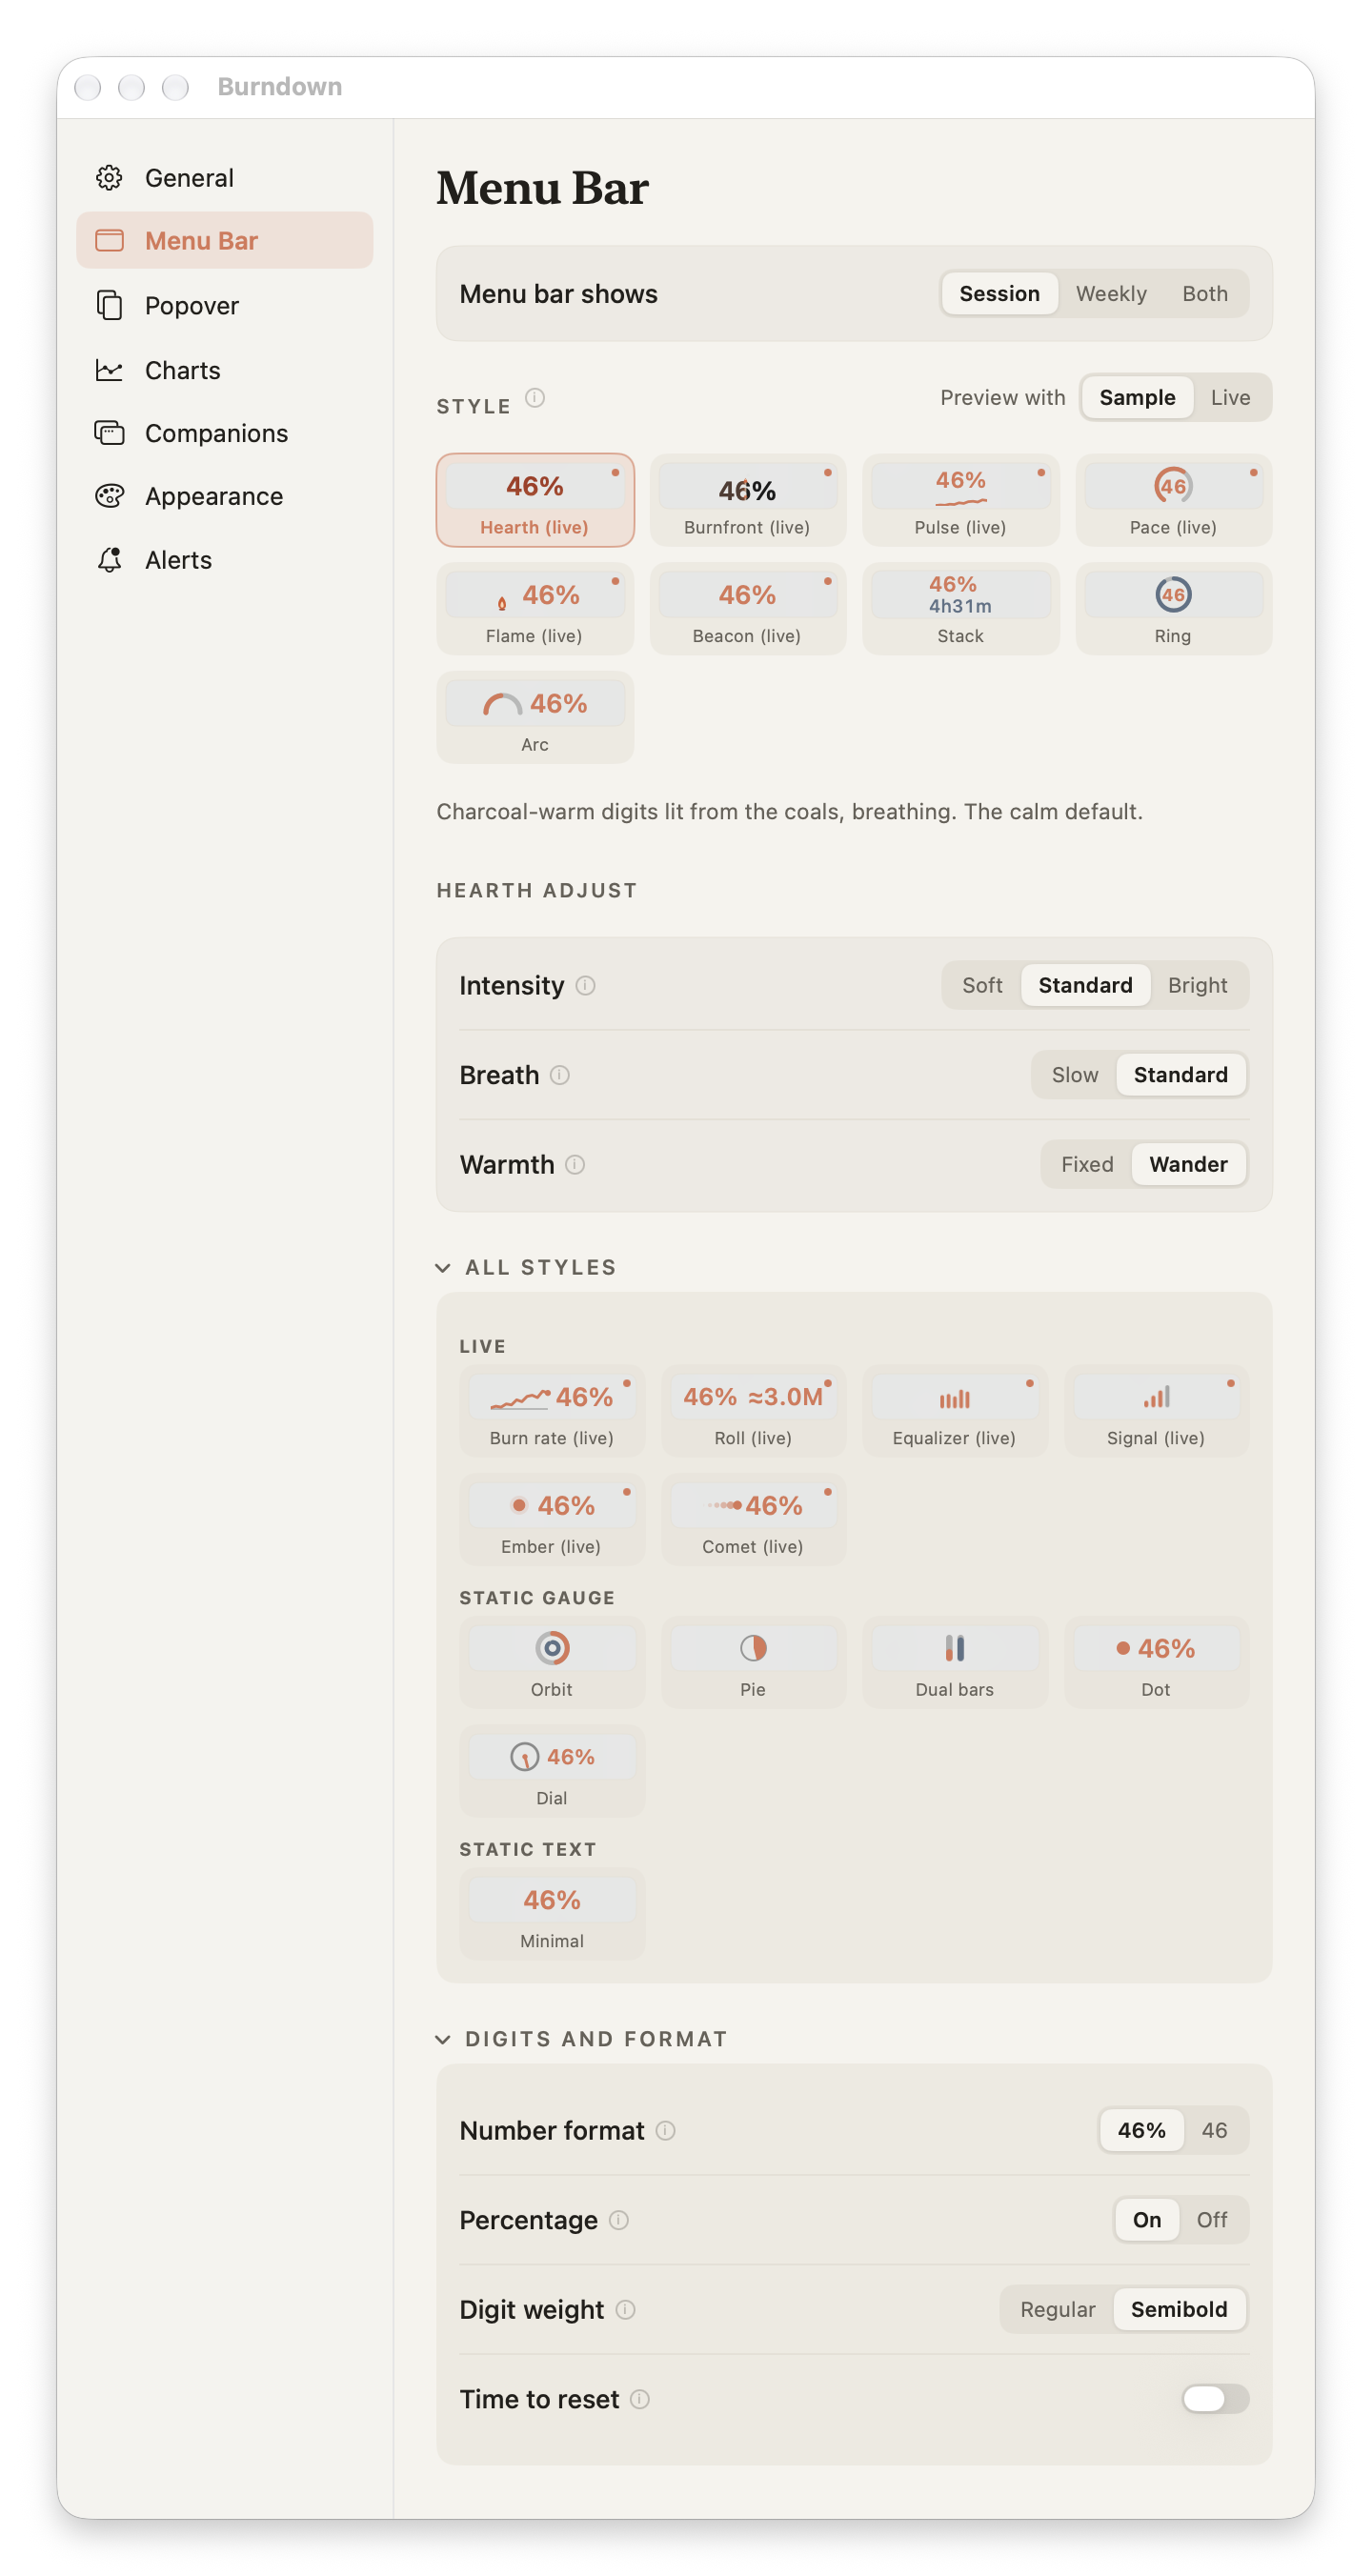 Burndown
General
Menu Bar
Popover
Charts
Companions
Appearance
Alerts
Menu Bar
Menu bar shows
Session Weekly Both
STYLE
Preview with Sample Live
46% 46% 46% 46
Hearth (live) Burnfront (live) Pulse (live) Pace (live)
46% 46% 46% 46
4h31m
Flame (live) Beacon (live) Stack Ring
46%
Arc
Charcoal-warm digits lit from the coals, breathing. The calm default.
HEARTH ADJUST
Intensity Soft Standard Bright
Breath Slow Standard
Warmth Fixed Wander
ALL STYLES
LIVE
46% 46% ≈3.0M
Burn rate (live) Roll (live) Equalizer (live) Signal (live)
46% 46%
Ember (live) Comet (live)
STATIC GAUGE
46%
Orbit Pie Dual bars Dot
46%
Dial
STATIC TEXT
46%
Minimal
DIGITS AND FORMAT
Number format 46% 46
Percentage On Off
Digit weight Regular Semibold
Time to reset